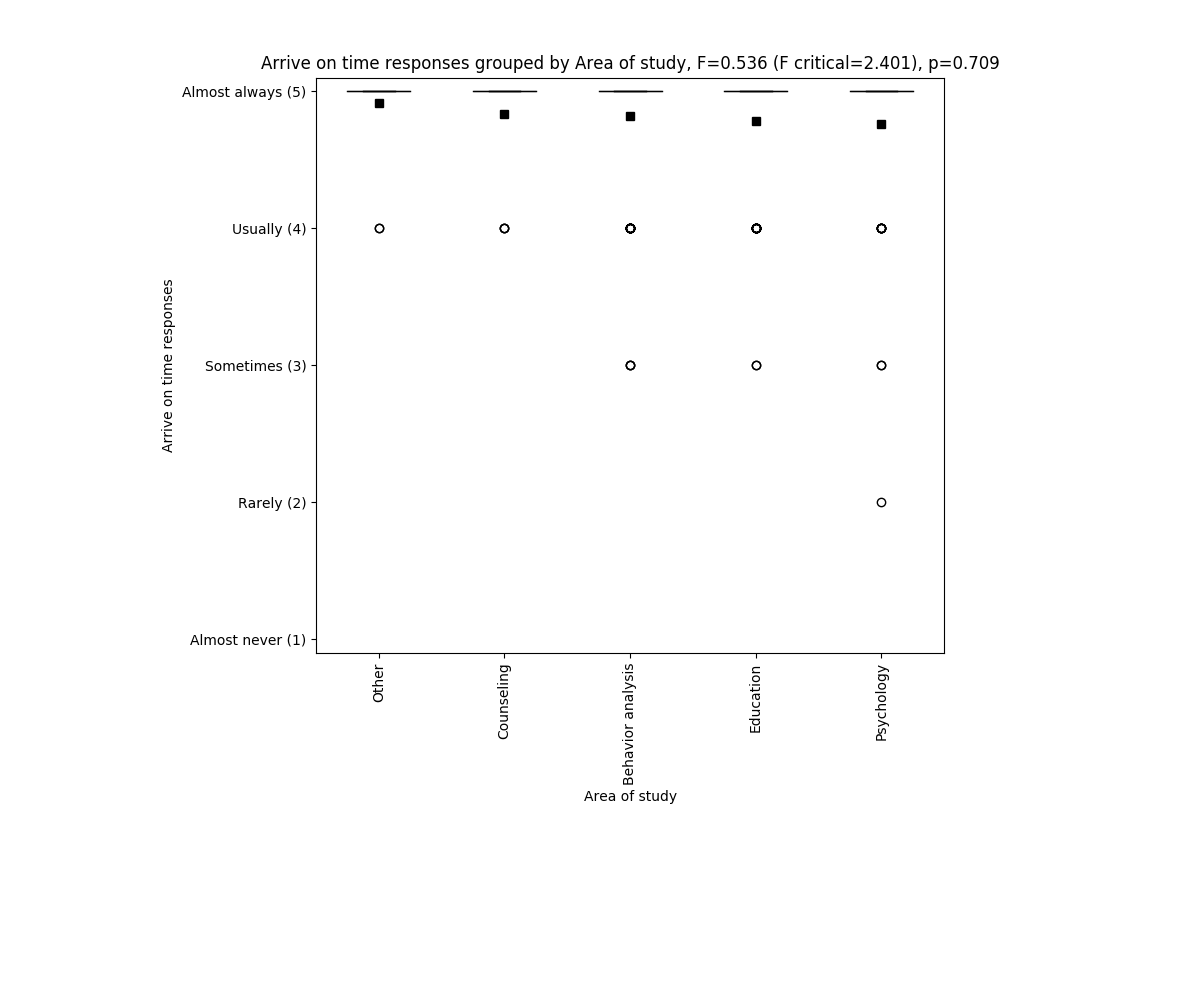 Arrive on time responses grouped by Area of study, F=0.536 (F critical=2.401), p=0.709
Almost always (5)
Usually (4)
Sometimes (3)
Rarely (2)
Almost never (1)
Arrive on time responses
Other
Counseling
Behavior analysis
Education
Psychology
Area of study